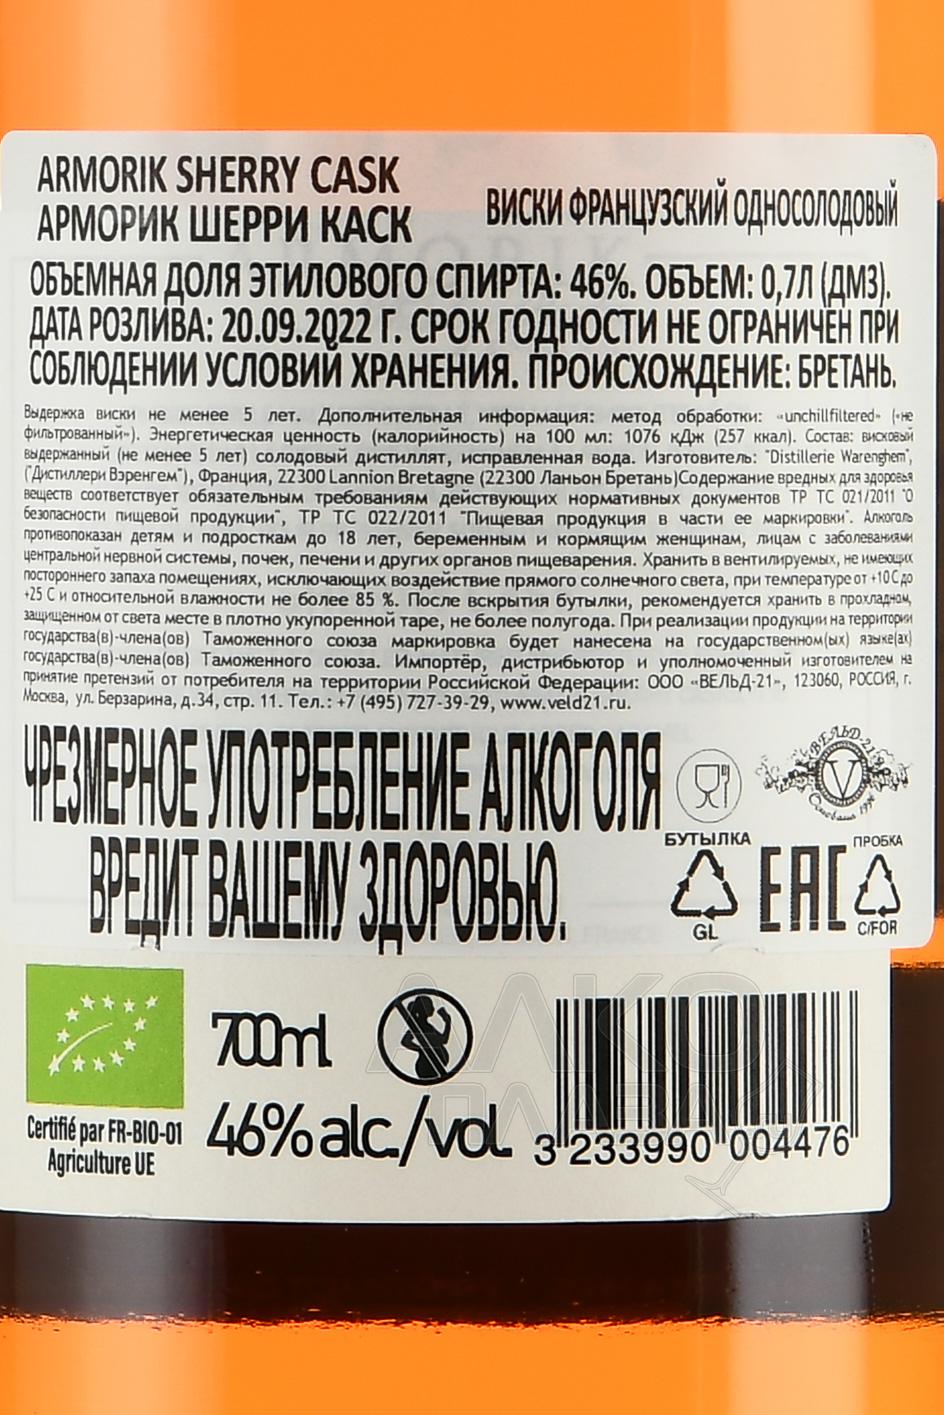 ARMORIK SHERRY CASK
АРМОРИК ШЕРРИ КАСК
ВИСКИ ФРАНЦУЗСКИЙ ОДНОСОЛОДОВЫЙ
ОБЪЕМНАЯ ДОЛЯ ЭТИЛОВОГО СПИРТА: 46%. ОБЪЕМ: 0,7Л (ДМ3).
ДАТА РОЗЛИВА: 20.09.2022 Г. СРОК ГОДНОСТИ НЕ ОГРАНИЧЕН ПРИ
СОБЛЮДЕНИИ УСЛОВИЙ ХРАНЕНИЯ. ПРОИСХОЖДЕНИЕ: БРЕТАНЬ.
Выдержка виски не менее 5 лет. Дополнительная информация: метод обработки: «unchillfiltered» («не
фильтрованный»). Энергетическая ценность (калорийность) на 100 мл: 1076 кДж (257 ккал). Состав: висковый
выдержанный (не менее 5 лет) солодовый дистиллят, исправленная вода. Изготовитель: "Distillerie Warenghem",
("Дистиллери Вэренгем"), Франция, 22300 Lannion Bretagne (22300 Ланьон Бретань)Содержание вредных для здоровья
веществ соответствует обязательным требованиям действующих нормативных документов ТР ТС 021/2011 "О
безопасности пищевой продукции", ТР ТС 022/2011 "Пищевая продукция в части ее маркировки". Алкоголь
противопоказан детям и подросткам до 18 лет, беременным и кормящим женщинам, лицам с заболеваниями
центральной нервной системы, почек, печени и других органов пищеварения. Хранить в вентилируемых, не имеющих
постороннего запаха помещениях, исключающих воздействие прямого солнечного света, при температуре от +10 С до
+25 С и относительной влажности не более 85 %. После вскрытия бутылки, рекомендуется хранить в прохладном,
защищенном от света месте в плотно укупоренной таре, не более полугода. При реализации продукции на территории
государства(в)-члена(ов) Таможенного союза маркировка будет нанесена на государственном(ых) языке(ах)
государства(в)-члена(ов) Таможенного союза. Импортёр, дистрибьютор и уполномоченный изготовителем на
принятие претензий от потребителя на территории Российской Федерации: ООО «ВЕЛЬД-21», 123060, РОССИЯ, г.
Москва, ул. Берзарина, д.34, стр. 11. Тел.: +7 (495) 727-39-29, www.veld21.ru.
ЧРЕЗМЕРНОЕ УПОТРЕБЛЕНИЕ АЛКОГОЛЯ
ВРЕДИТ ВАШЕМУ ЗДОРОВЬЮ.
ВЕЛЬД 21
V
БУТЫЛКА
GL
EAC
ПРОБКА
C/FOR
Certifié par FR-BIO-01
Agriculture UE
700ml
46%alc./vol.
3 233990 004476
АЛКО
ПЛАЗА